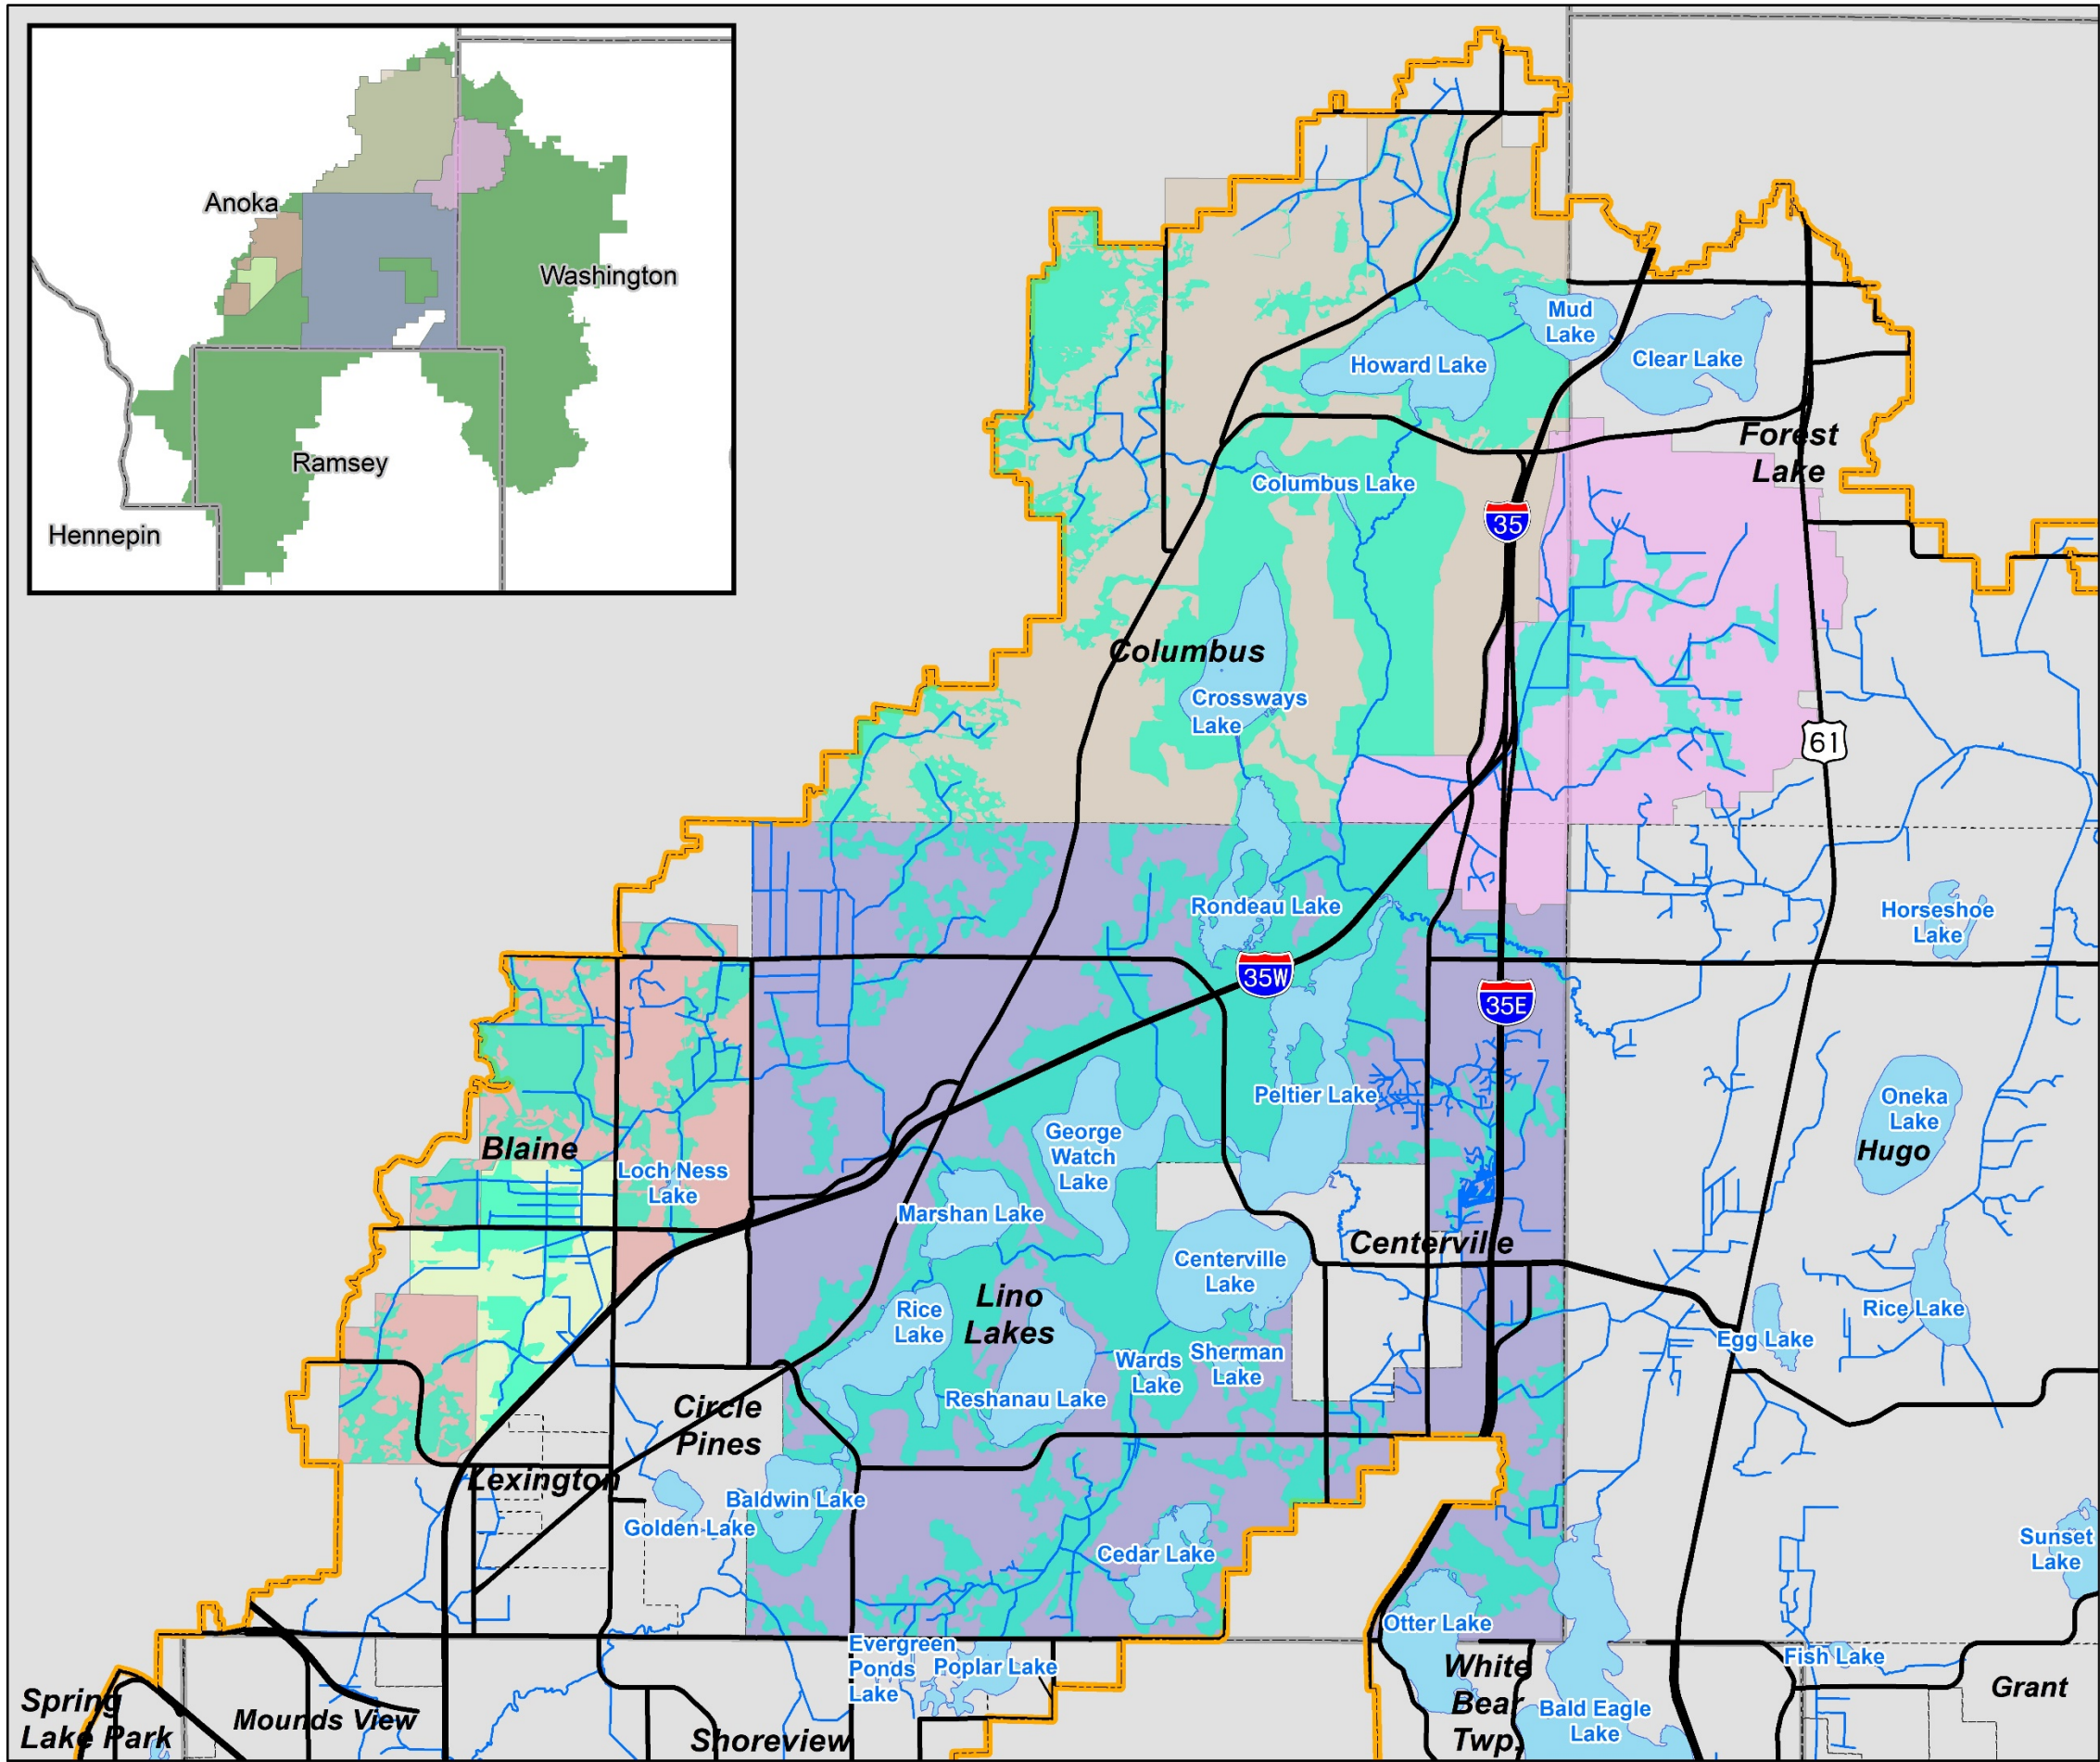 Anoka
Washington
Ramsey
Hennepin
Mud
Lake
Howard Lake
Clear Lake
Forest
Lake
Columbus Lake
35
Columbus
Crossways
Lake
61
Rondeau Lake
Horseshoe
Lake
35W
35E
Peltier Lake
Oneka
Lake
Hugo
George
Watch
Lake
Blaine
Loch Ness
Lake
Marshan Lake
Centerville
Centerville
Lake
Lino
Lakes
Rice
Lake
Rice Lake
Egg Lake
Wards
Lake
Sherman
Lake
Reshanau Lake
Circle
Pines
Lexington
Baldwin Lake
Golden Lake
Cedar Lake
Sunset
Lake
Otter Lake
Evergreen
Ponds
Lake
Poplar Lake
Fish Lake
White
Bear
Twp.
Grant
Spring
Lake Park
Mounds View
Shoreview
Bald Eagle
Lake